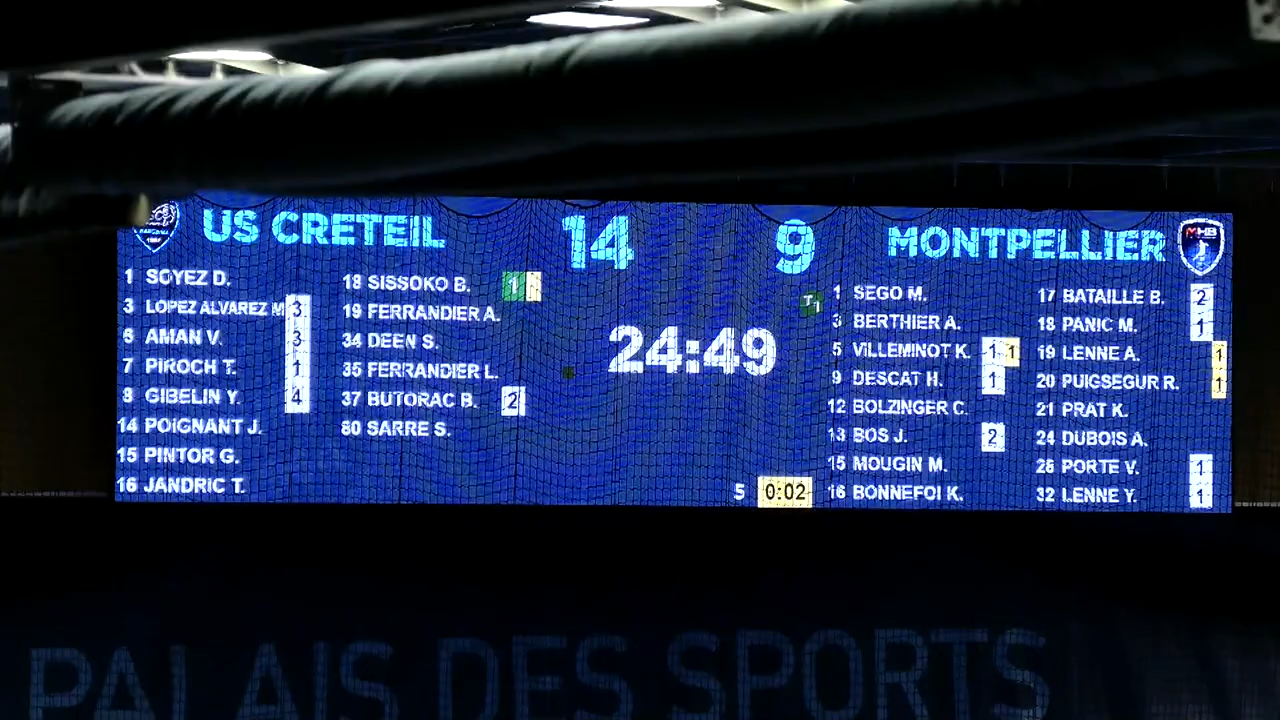 US CRETEIL 14 9 MONTPELLIER
MHB
1 SOYEZ D.
3 LOPEZ ALVAREZ M 3
6 AMAN V. 3
7 PIROCH T. 1
8 GIBELIN Y. 4
14 POIGNANT J.
15 PINTOR G.
16 JANDRIC T.
18 SISSOKO B. 1
19 FERRANDIER A.
34 DEEN S.
35 FERRANDIER L.
37 BUTORAC B. 2
80 SARRE S.
24:49
T1
5 0:02
1 SEGO M.
3 BERTHIER A.
5 VILLEMINOT K. 1 1
9 DESCAT H. 1
12 BOLZINGER C.
13 BOS J. 2
15 MOUGIN M.
16 BONNEFOI K.
17 BATAILLE B. 2
18 PANIC M. 1
19 LENNE A. 1
20 PUIGSEGUR R. 1
21 PRAT K.
24 DUBOIS A.
28 PORTE V. 1
32 LENNE Y. 1
PALAIS DES SPORTS